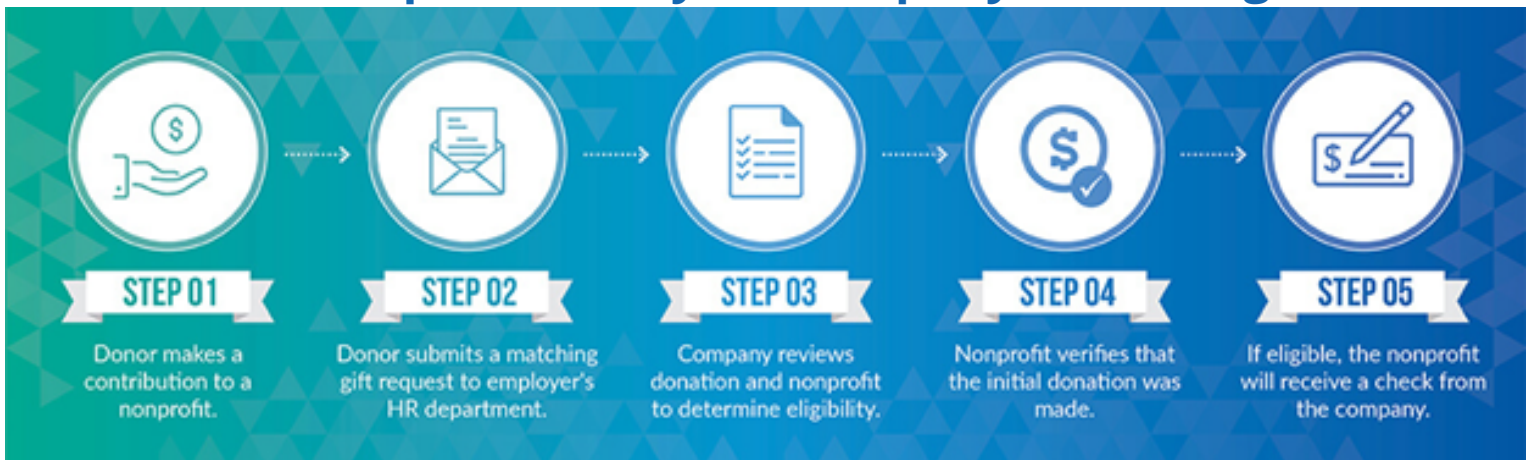 STEP 01
Donor makes a
contribution to a
nonprofit.
STEP 02
Donor submits a matching
gift request to employer's
HR department.
STEP 03
Company reviews
donation and nonprofit
to determine eligibility.
STEP 04
Nonprofit verifies that
the initial donation was
made.
STEP 05
If eligible, the nonprofit
will receive a check from
the company.
$
$
$